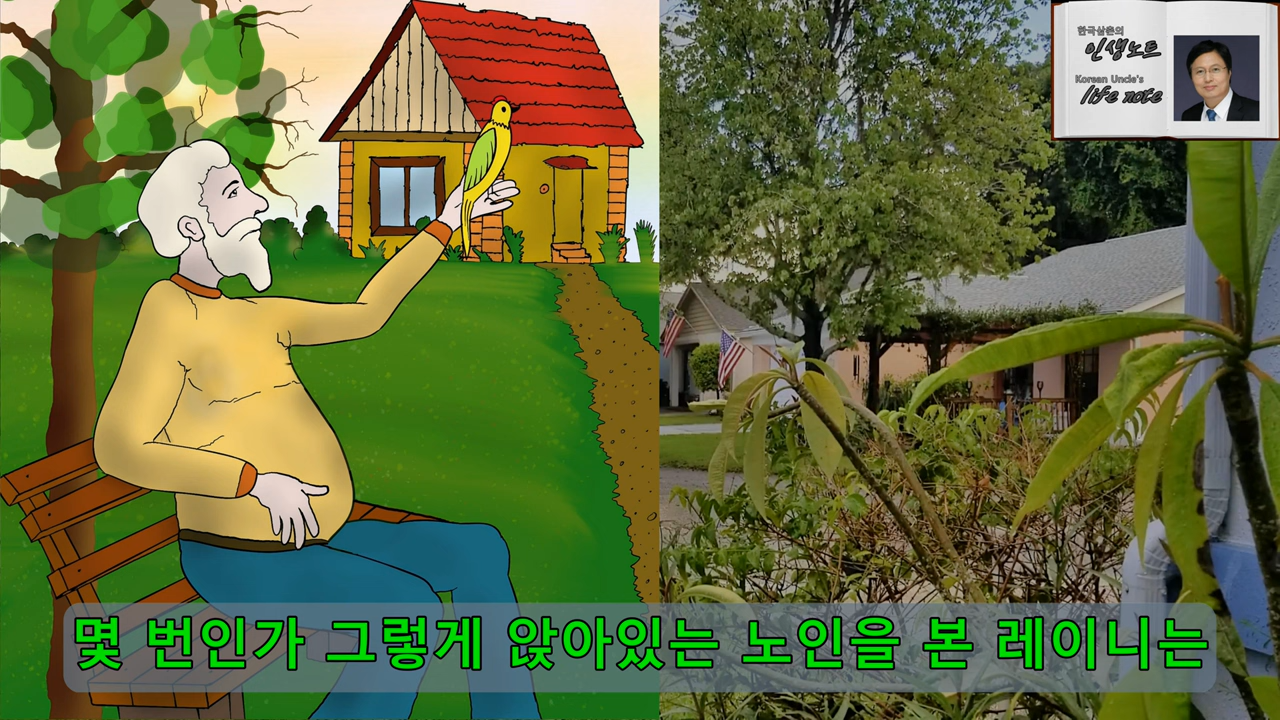 한국삼촌의
인생노트
Korean Uncle's
life note
몇 번인가 그렇게 앉아있는 노인을 본 레이니는